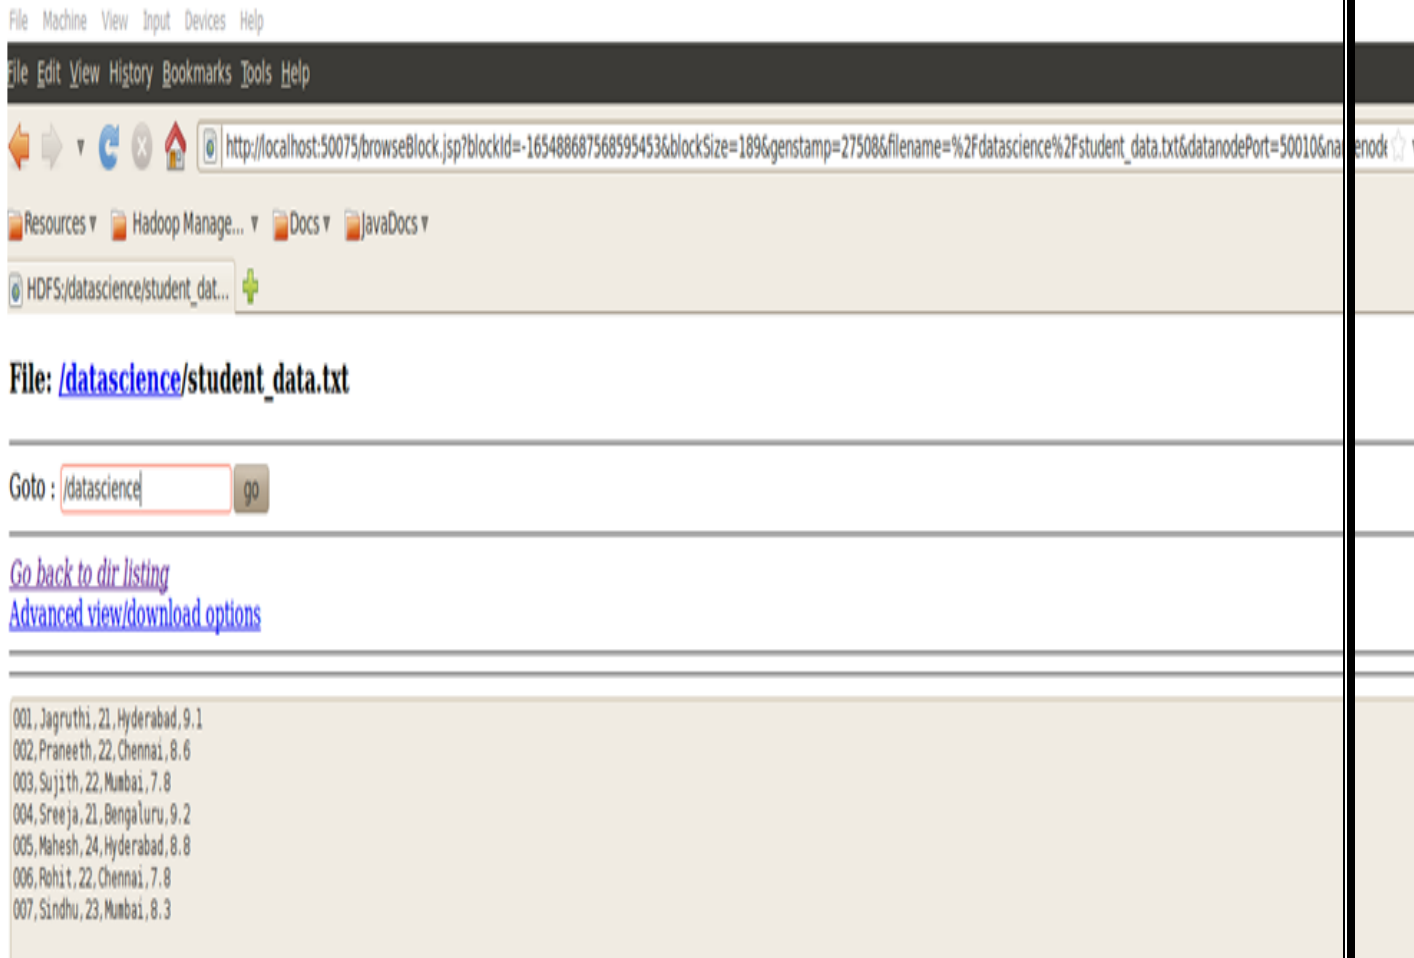 File Machine View Input Devices Help
File Edit View History Bookmarks Tools Help
http://localhost:50075/browseBlock.jsp?blockId=-165488687568595453&blockSize=189&genstamp=27508&filename=%2Fdatascience%2Fstudent_data.txt&datanodePort=50010&namenode
Resources Hadoop Manage... Docs JavaDocs
HDFS:/datascience/student_dat...
File: /datascience/student_data.txt
Goto : /datascience go
Go back to dir listing
Advanced view/download options
001,Jagruthi,21,Hyderabad,9.1
002,Praneeth,22,Chennai,8.6
003,Sujith,22,Mumbai,7.8
004,Sreeja,21,Bengaluru,9.2
005,Mahesh,24,Hyderabad,8.8
006,Rohit,22,Chennai,7.8
007,Sindhu,23,Mumbai,8.3